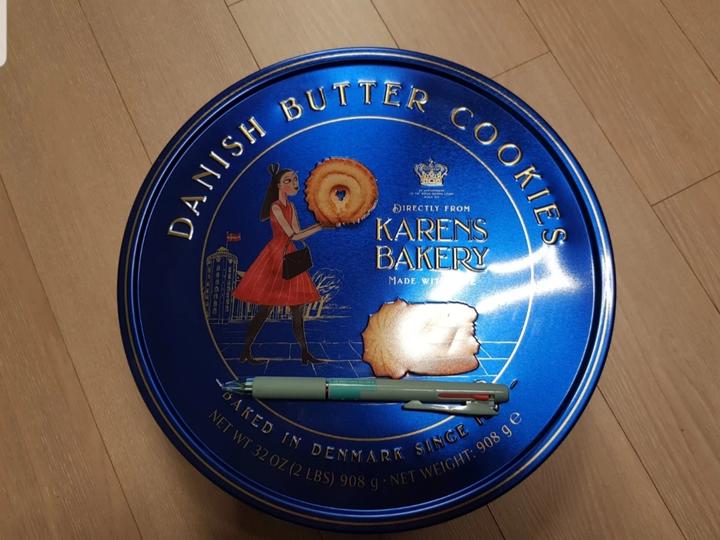 DANISH BUTTER COOKIES
DIRECTLY FROM
KARENS
BAKERY
MADE
BAKED IN DENMARK SINCE
NET WT 32 OZ (2 LBS) 908 g · NET WEIGHT: 908 g ℮